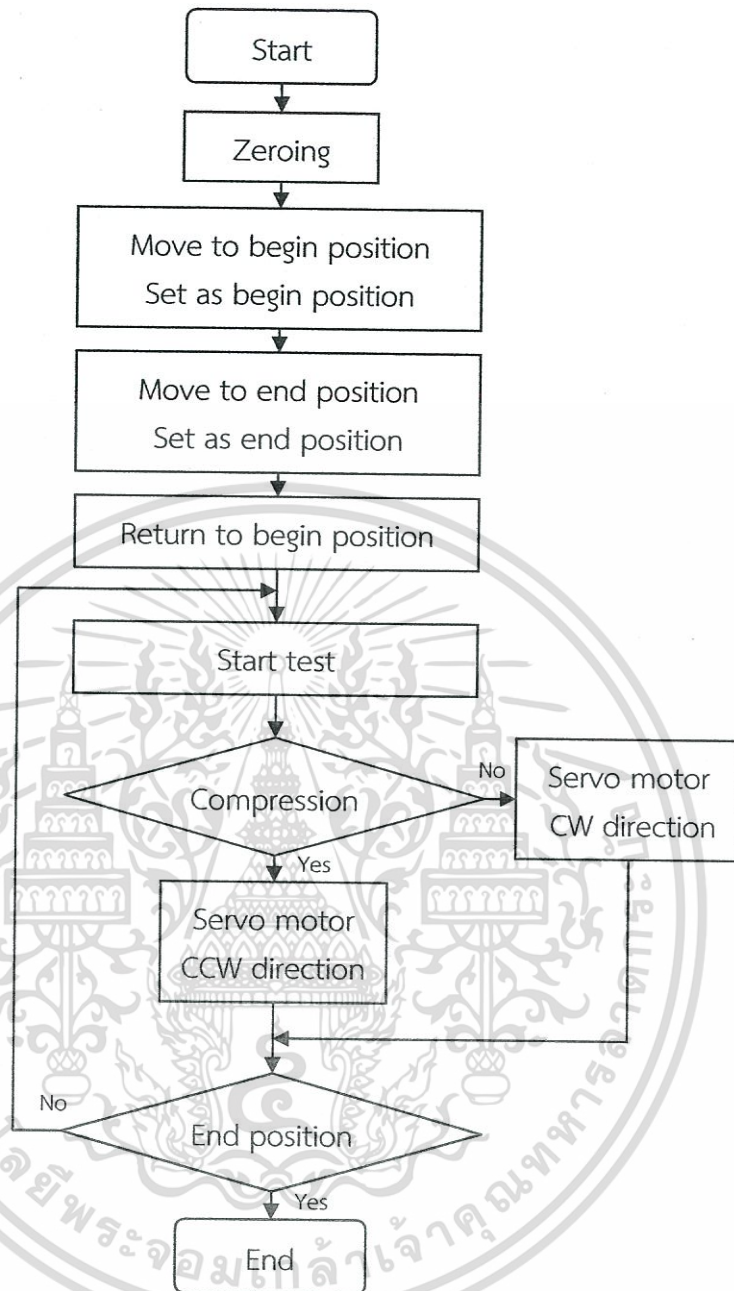 Start
Zeroing
Move to begin position
Set as begin position
Move to end position
Set as end position
Return to begin position
Start test
Compression
No
Servo motor
CW direction
Yes
Servo motor
CCW direction
No
End position
Yes
End